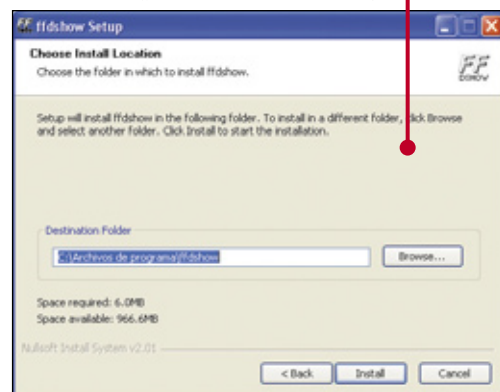 ffdshow Setup
Choose Install Location
Choose the folder in which to install ffdshow.
FF
DSHOW
Setup will install ffdshow in the following folder. To install in a different folder, click Browse
and select another folder. Click Install to start the installation.
Destination Folder
C:\Archivos de programa\ffdshow
Browse...
Space required: 6.0MB
Space available: 966.6MB
Nullsoft Install System v2.01
< Back
Install
Cancel